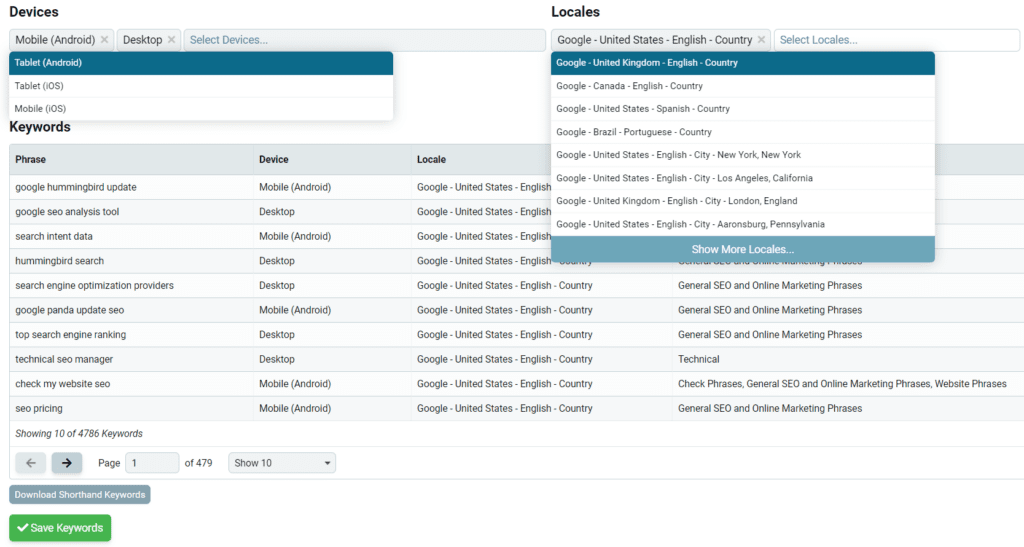 Devices
Locales
Mobile (Android) × Desktop × Select Devices...
Google - United States - English - Country × Select Locales...
Tablet (Android)
Tablet (iOS)
Mobile (iOS)
Google - United Kingdom - English - Country
Google - Canada - English - Country
Google - United States - Spanish - Country
Google - Brazil - Portuguese - Country
Google - United States - English - City - New York, New York
Google - United States - English - City - Los Angeles, California
Google - United Kingdom - English - City - London, England
Google - United States - English - City - Aaronsburg, Pennsylvania
Show More Locales...
Keywords
Phrase Device Locale
google hummingbird update Mobile (Android) Google - United States - English
google seo analysis tool Desktop Google - United States - English
search intent data Mobile (Android) Google - United States - English
hummingbird search Desktop Google - United States - English - Country General SEO and Online Marketing Phrases
search engine optimization providers Desktop Google - United States - English - Country General SEO and Online Marketing Phrases
google panda update seo Mobile (Android) Google - United States - English - Country General SEO and Online Marketing Phrases
top search engine ranking Desktop Google - United States - English - Country General SEO and Online Marketing Phrases
technical seo manager Desktop Google - United States - English - Country Technical
check my website seo Mobile (Android) Google - United States - English - Country Check Phrases, General SEO and Online Marketing Phrases, Website Phrases
seo pricing Mobile (Android) Google - United States - English - Country General SEO and Online Marketing Phrases
Showing 10 of 4786 Keywords
Page 1 of 479 Show 10
Download Shorthand Keywords
Save Keywords